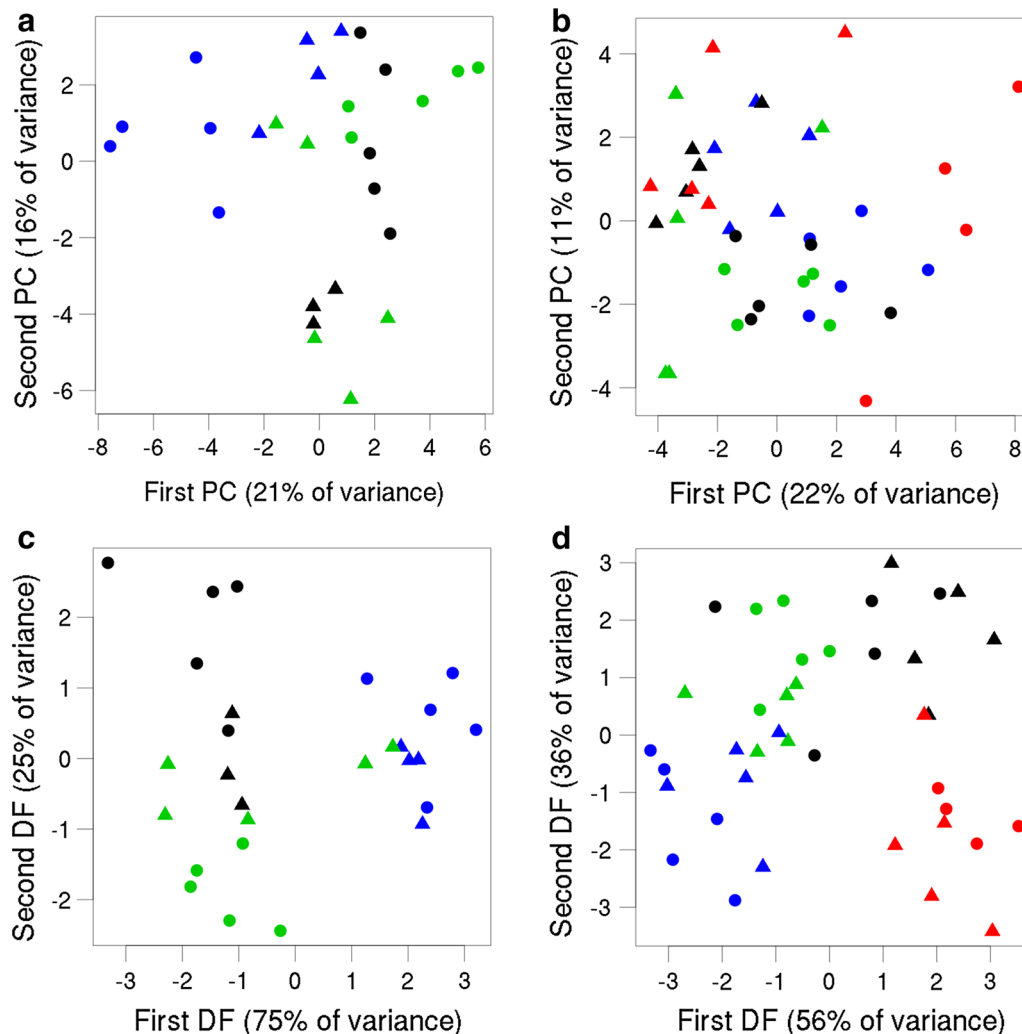 a
Second PC (16% of variance)
2
0
-2
-4
-6
-8 -6 -4 -2 0 2 4 6
First PC (21% of variance)
b
Second PC (11% of variance)
4
2
0
-2
-4
-4 -2 0 2 4 6 8
First PC (22% of variance)
c
Second DF (25% of variance)
2
1
0
-1
-2
-3 -2 -1 0 1 2 3
First DF (75% of variance)
d
Second DF (36% of variance)
3
2
1
0
-1
-2
-3
-3 -2 -1 0 1 2 3
First DF (56% of variance)